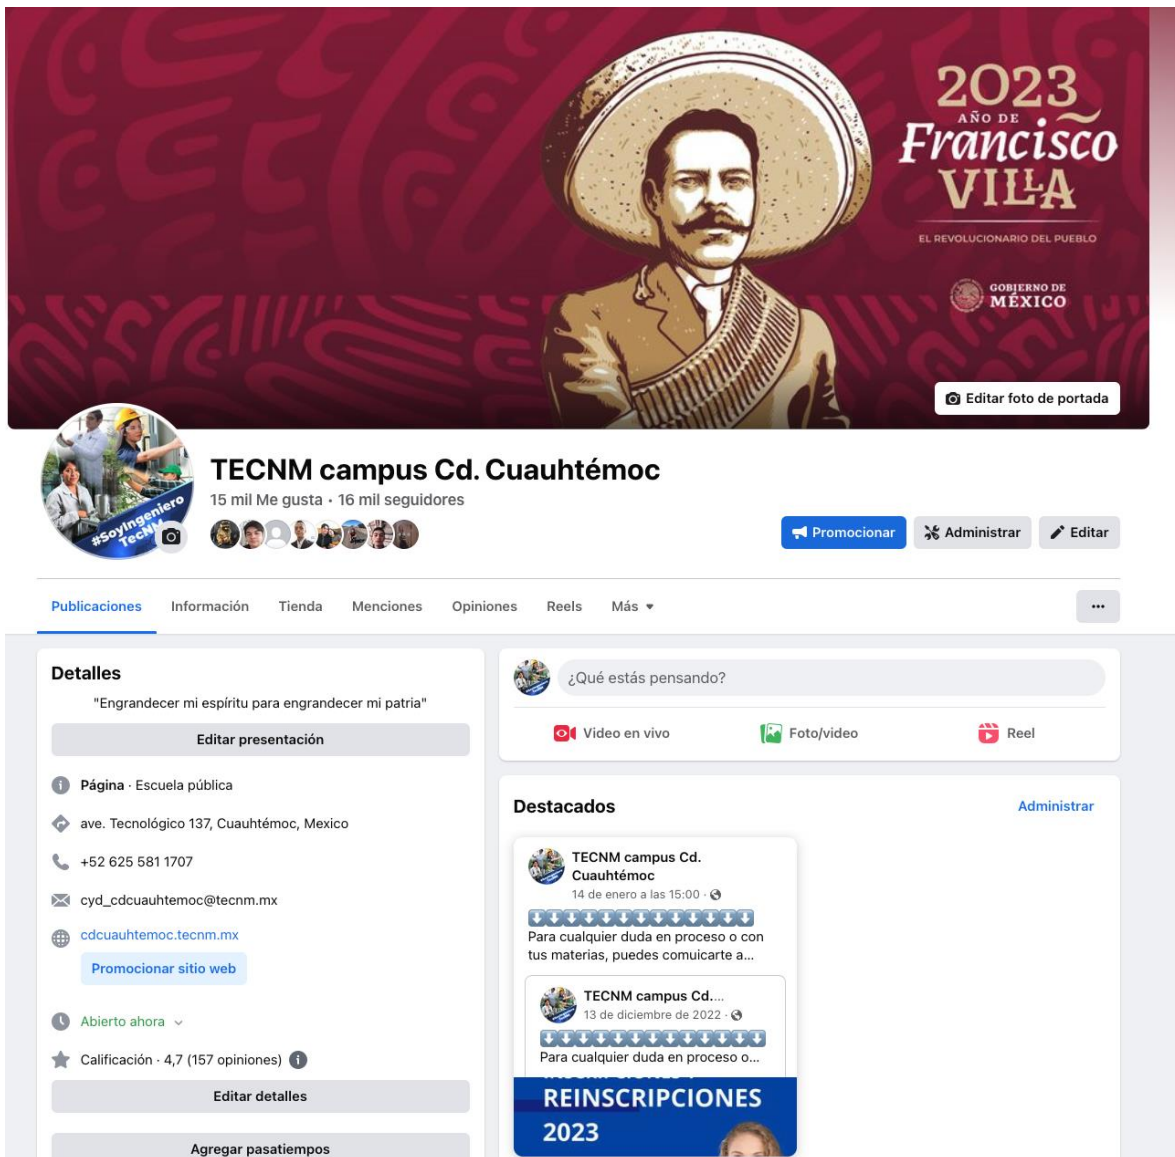 2023
AÑO DE
Francisco
VILLA
EL REVOLUCIONARIO DEL PUEBLO
GOBIERNO DE
MÉXICO
Editar foto de portada
#SoyIngeniero
TecNM
TECNM campus Cd. Cuauhtémoc
15 mil Me gusta · 16 mil seguidores
Promocionar
Administrar
Editar
Publicaciones
Información
Tienda
Menciones
Opiniones
Reels
Más
Detalles
"Engrandecer mi espíritu para engrandecer mi patria"
Editar presentación
Página · Escuela pública
ave. Tecnológico 137, Cuauhtémoc, Mexico
+52 625 581 1707
cyd_cdcuauhtemoc@tecnm.mx
cdcuauhtemoc.tecnm.mx
Promocionar sitio web
Abierto ahora
Calificación · 4,7 (157 opiniones)
Editar detalles
Agregar pasatiempos
¿Qué estás pensando?
Video en vivo
Foto/video
Reel
Destacados
Administrar
TECNM campus Cd.
Cuauhtémoc
14 de enero a las 15:00 ·
Para cualquier duda en proceso o con
tus materias, puedes comuicarte a...
TECNM campus Cd....
13 de diciembre de 2022 ·
Para cualquier duda en proceso o...
REINSCRIPCIONES
2023